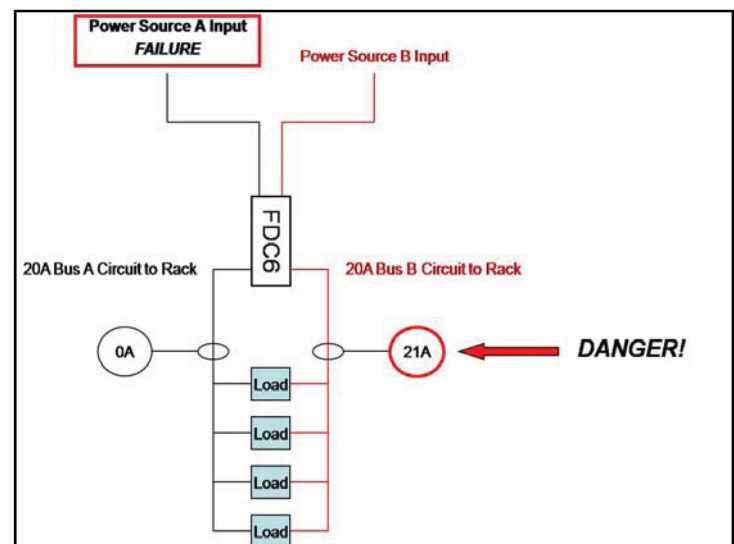 Power Source A Input
FAILURE
Power Source B Input
FDC6
20A Bus A Circuit to Rack
20A Bus B Circuit to Rack
0A
21A
DANGER!
Load
Load
Load
Load